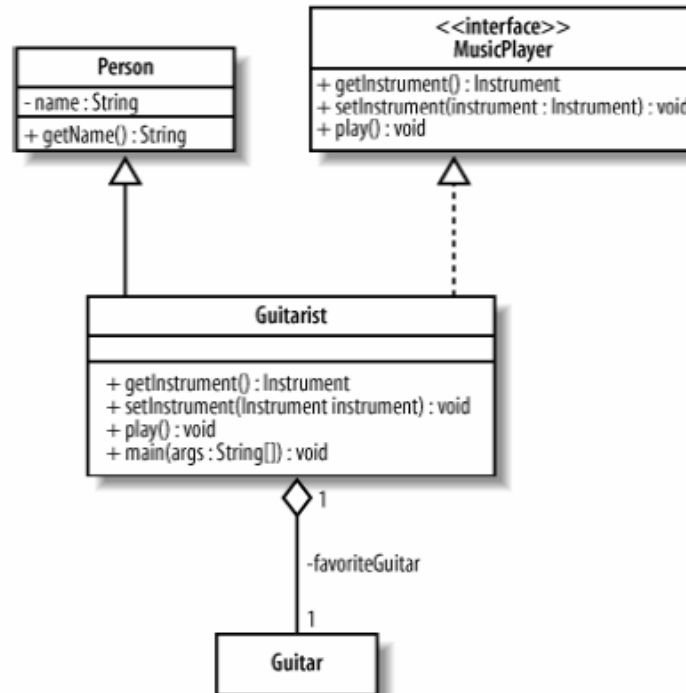 Person
- name : String
+ getName() : String
<<interface>>
MusicPlayer
+ getInstrument() : Instrument
+ setInstrument(instrument : Instrument) : void
+ play() : void
Guitarist
+ getInstrument() : Instrument
+ setInstrument(Instrument instrument) : void
+ play() : void
+ main(args : String[]) : void
1
-favoriteGuitar
1
Guitar